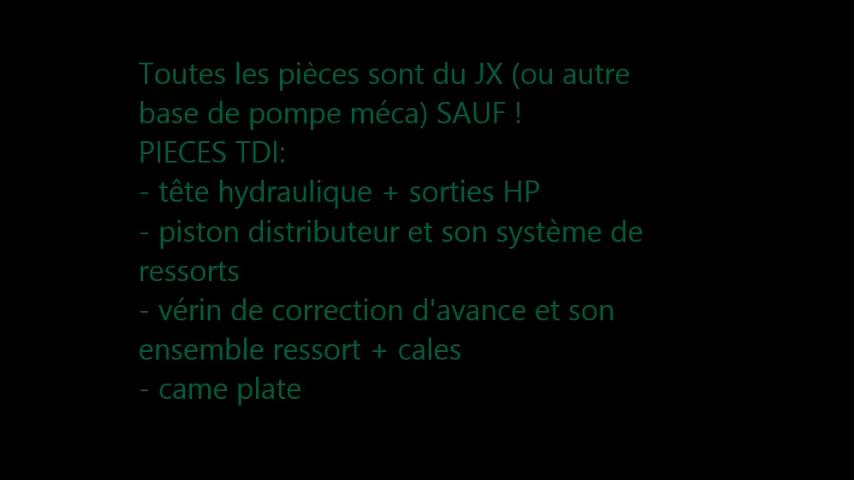 Toutes les pièces sont du JX (ou autre
base de pompe méca) SAUF !
PIECES TDI:
- tête hydraulique + sorties HP
- piston distributeur et son système de
ressorts
- vérin de correction d'avance et son
ensemble ressort + cales
- came plate